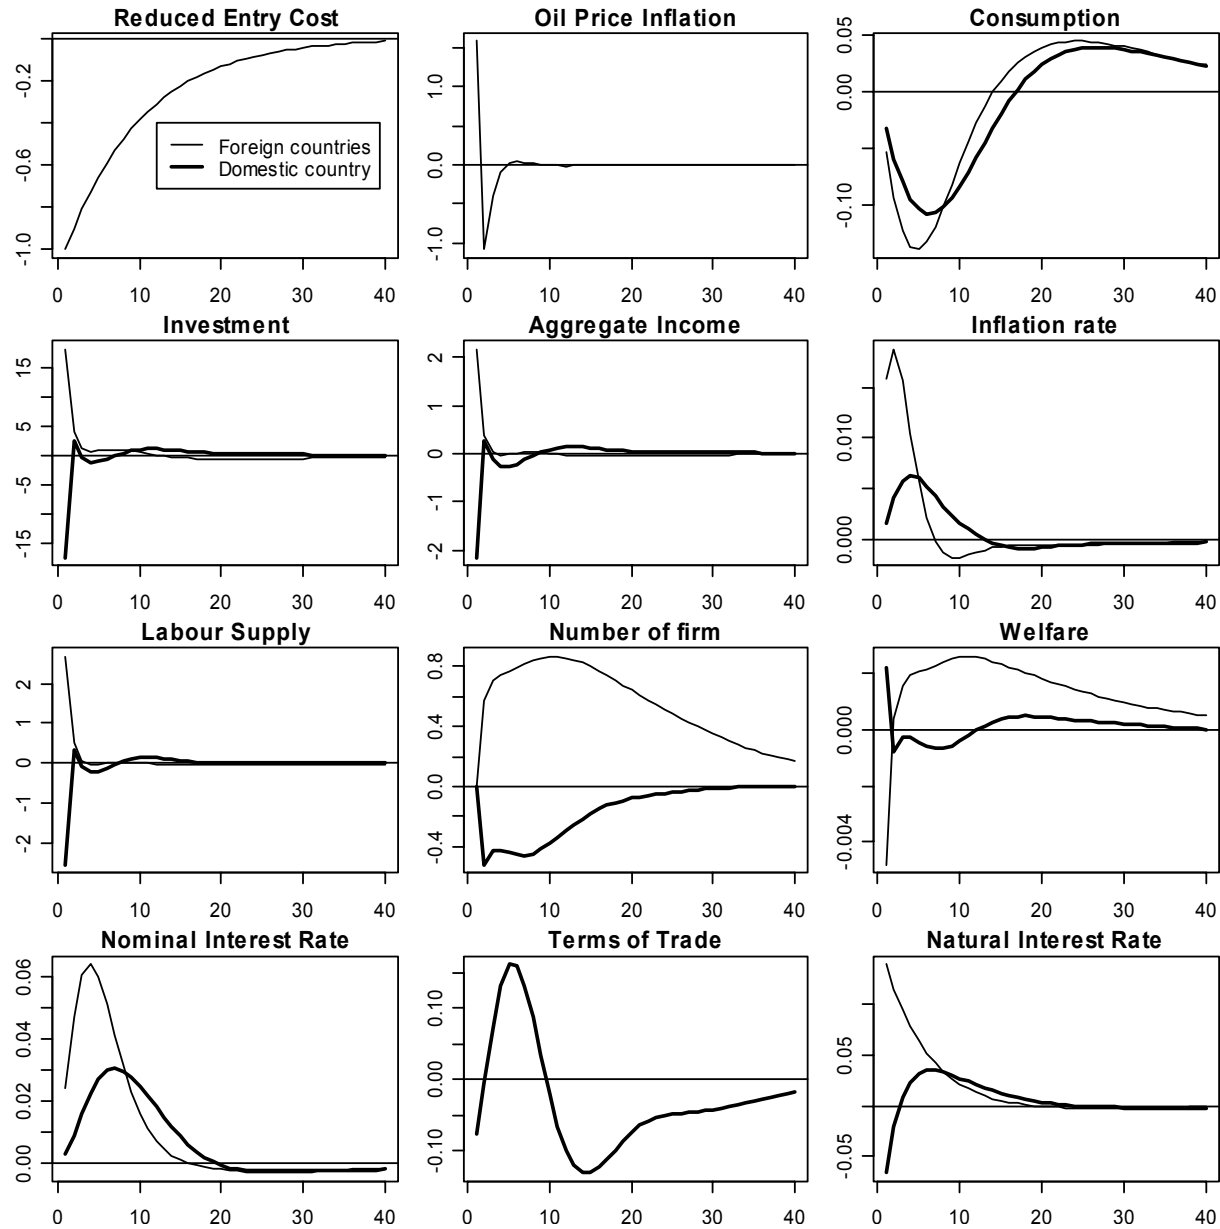 Reduced Entry Cost
Oil Price Inflation
Consumption
-0.2
-0.6
-1.0
Foreign countries
Domestic country
0 10 20 30 40
1.0
0.0
-1.0
0 10 20 30 40
0.05
0.00
-0.10
0 10 20 30 40
Investment
Aggregate Income
Inflation rate
15
5
-5
-15
0 10 20 30 40
2
1
0
-1
-2
0 10 20 30 40
0.010
0.000
0 10 20 30 40
Labour Supply
Number of firm
Welfare
2
1
0
-1
-2
0 10 20 30 40
0.8
0.4
0.0
-0.4
0 10 20 30 40
0.000
-0.004
0 10 20 30 40
Nominal Interest Rate
Terms of Trade
Natural Interest Rate
0.06
0.04
0.02
0.00
0 10 20 30 40
0.10
0.00
-0.10
0 10 20 30 40
0.05
-0.05
0 10 20 30 40